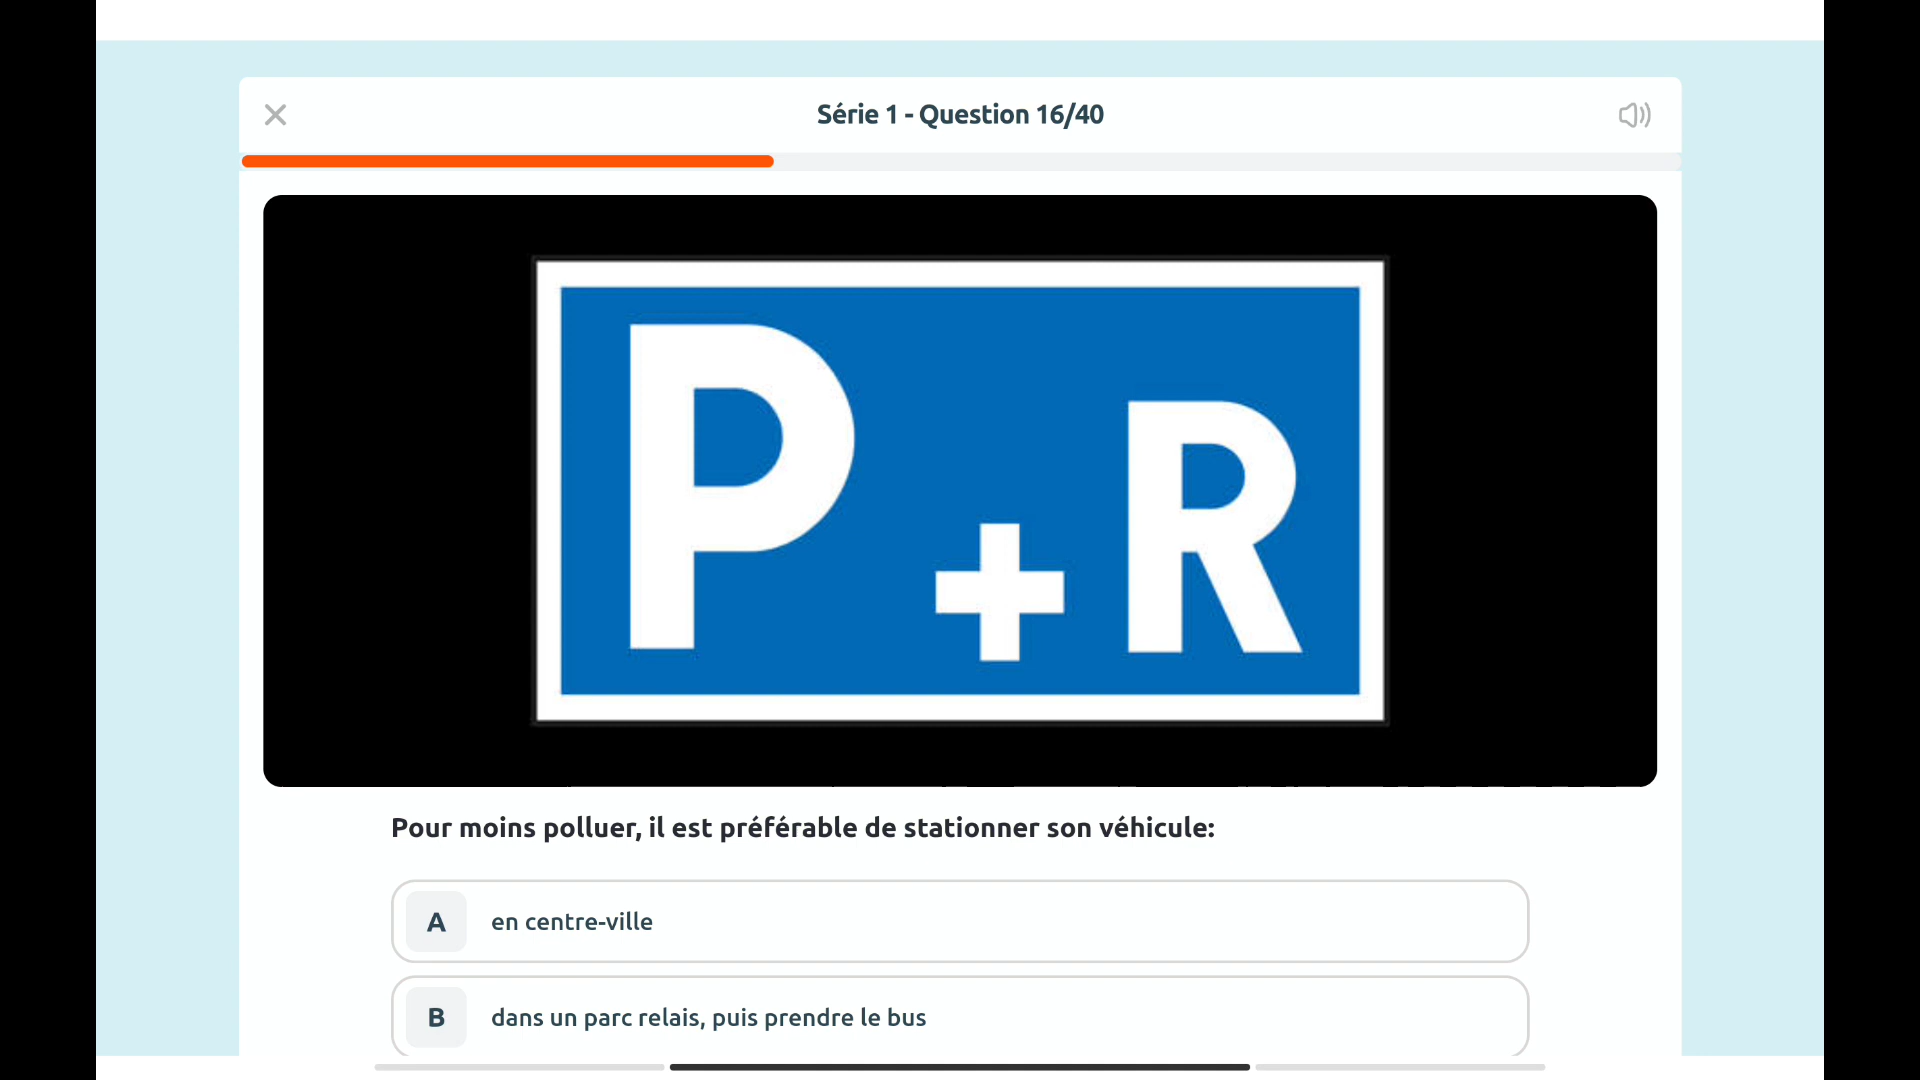 Série 1 - Question 16/40
P + R
Pour moins polluer, il est préférable de stationner son véhicule:
A en centre-ville
B dans un parc relais, puis prendre le bus